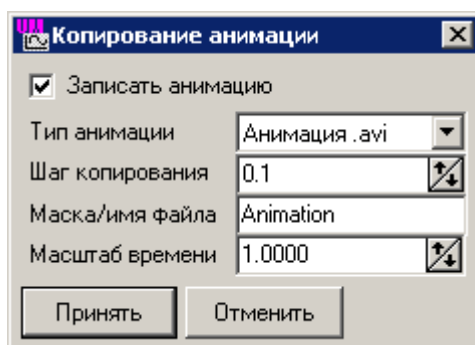 Копирование анимации
Записать анимацию
Тип анимации Анимация .avi
Шаг копирования 0.1
Маска/имя файла Animation
Масштаб времени 1.0000
Принять Отменить